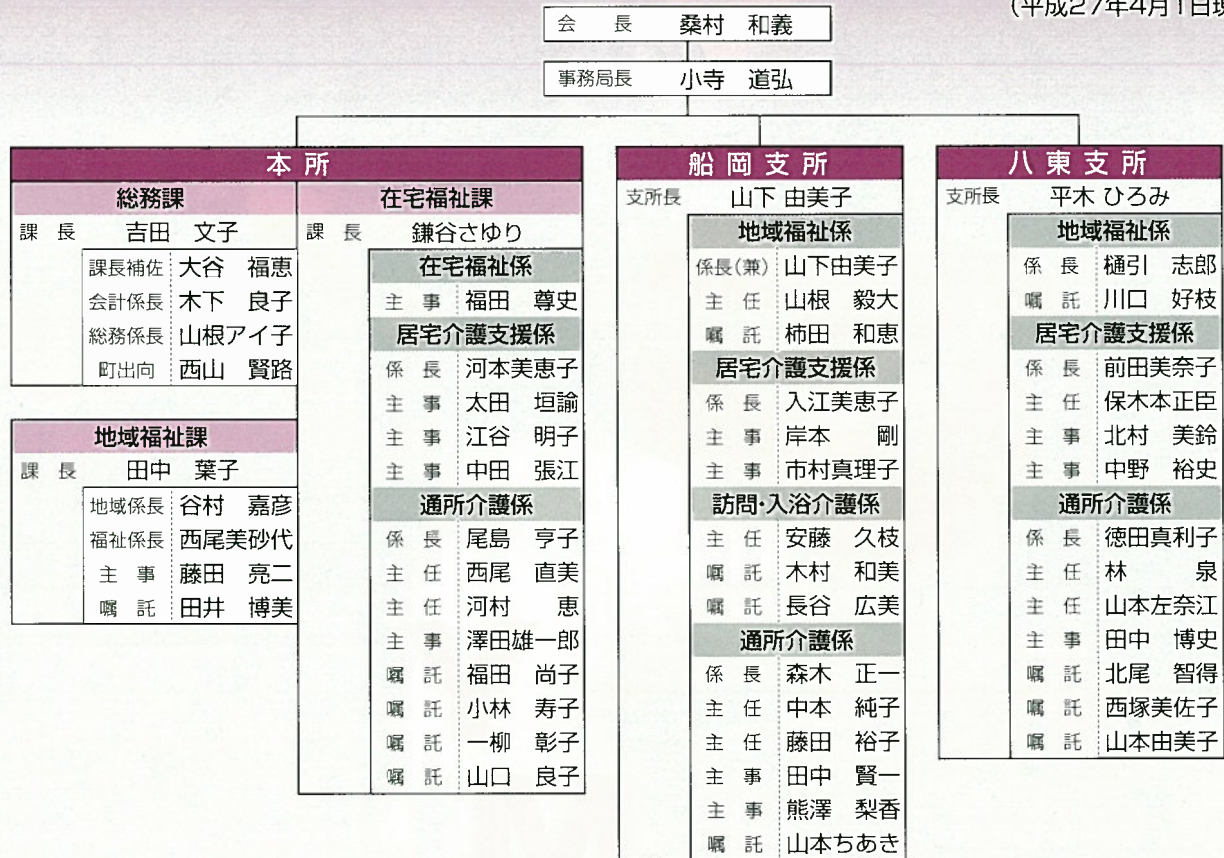 (平成27年4月1日現
会長 桑村 和義
事務局長 小寺 道弘
本所
総務課
課長 吉田 文子
課長補佐 大谷 福恵
会計係長 木下 良子
総務係長 山根アイ子
町出向 西山 賢路
地域福祉課
課長 田中 葉子
地域係長 谷村 嘉彦
福祉係長 西尾美砂代
主事 藤田 亮二
嘱託 田井 博美
在宅福祉課
課長 鎌谷さゆり
在宅福祉係
主事 福田 尊史
居宅介護支援係
係長 河本美恵子
主事 太田 垣諭
主事 江谷 明子
主事 中田 張江
通所介護係
係長 尾島 亨子
主任 西尾 直美
主任 河村 恵
主事 澤田雄一郎
嘱託 福田 尚子
嘱託 小林 寿子
嘱託 一柳 彰子
嘱託 山口 良子
船岡支所
支所長 山下 由美子
地域福祉係
係長(兼) 山下由美子
主任 山根 毅大
嘱託 柿田 和恵
居宅介護支援係
係長 入江美恵子
主事 岸本 剛
主事 市村真理子
訪問・入浴介護係
主任 安藤 久枝
嘱託 木村 和美
嘱託 長谷 広美
通所介護係
係長 森木 正一
主任 中本 純子
主任 藤田 裕子
主事 田中 賢一
主事 熊澤 梨香
嘱託 山本ちあき
八東支所
支所長 平木 ひろみ
地域福祉係
係長 樋引 志郎
嘱託 川口 好枝
居宅介護支援係
係長 前田美奈子
主任 保木本正臣
主事 北村 美鈴
主事 中野 裕史
通所介護係
係長 徳田真利子
主任 林 泉
主任 山本左奈江
主事 田中 博史
嘱託 北尾 智得
嘱託 西塚美佐子
嘱託 山本由美子